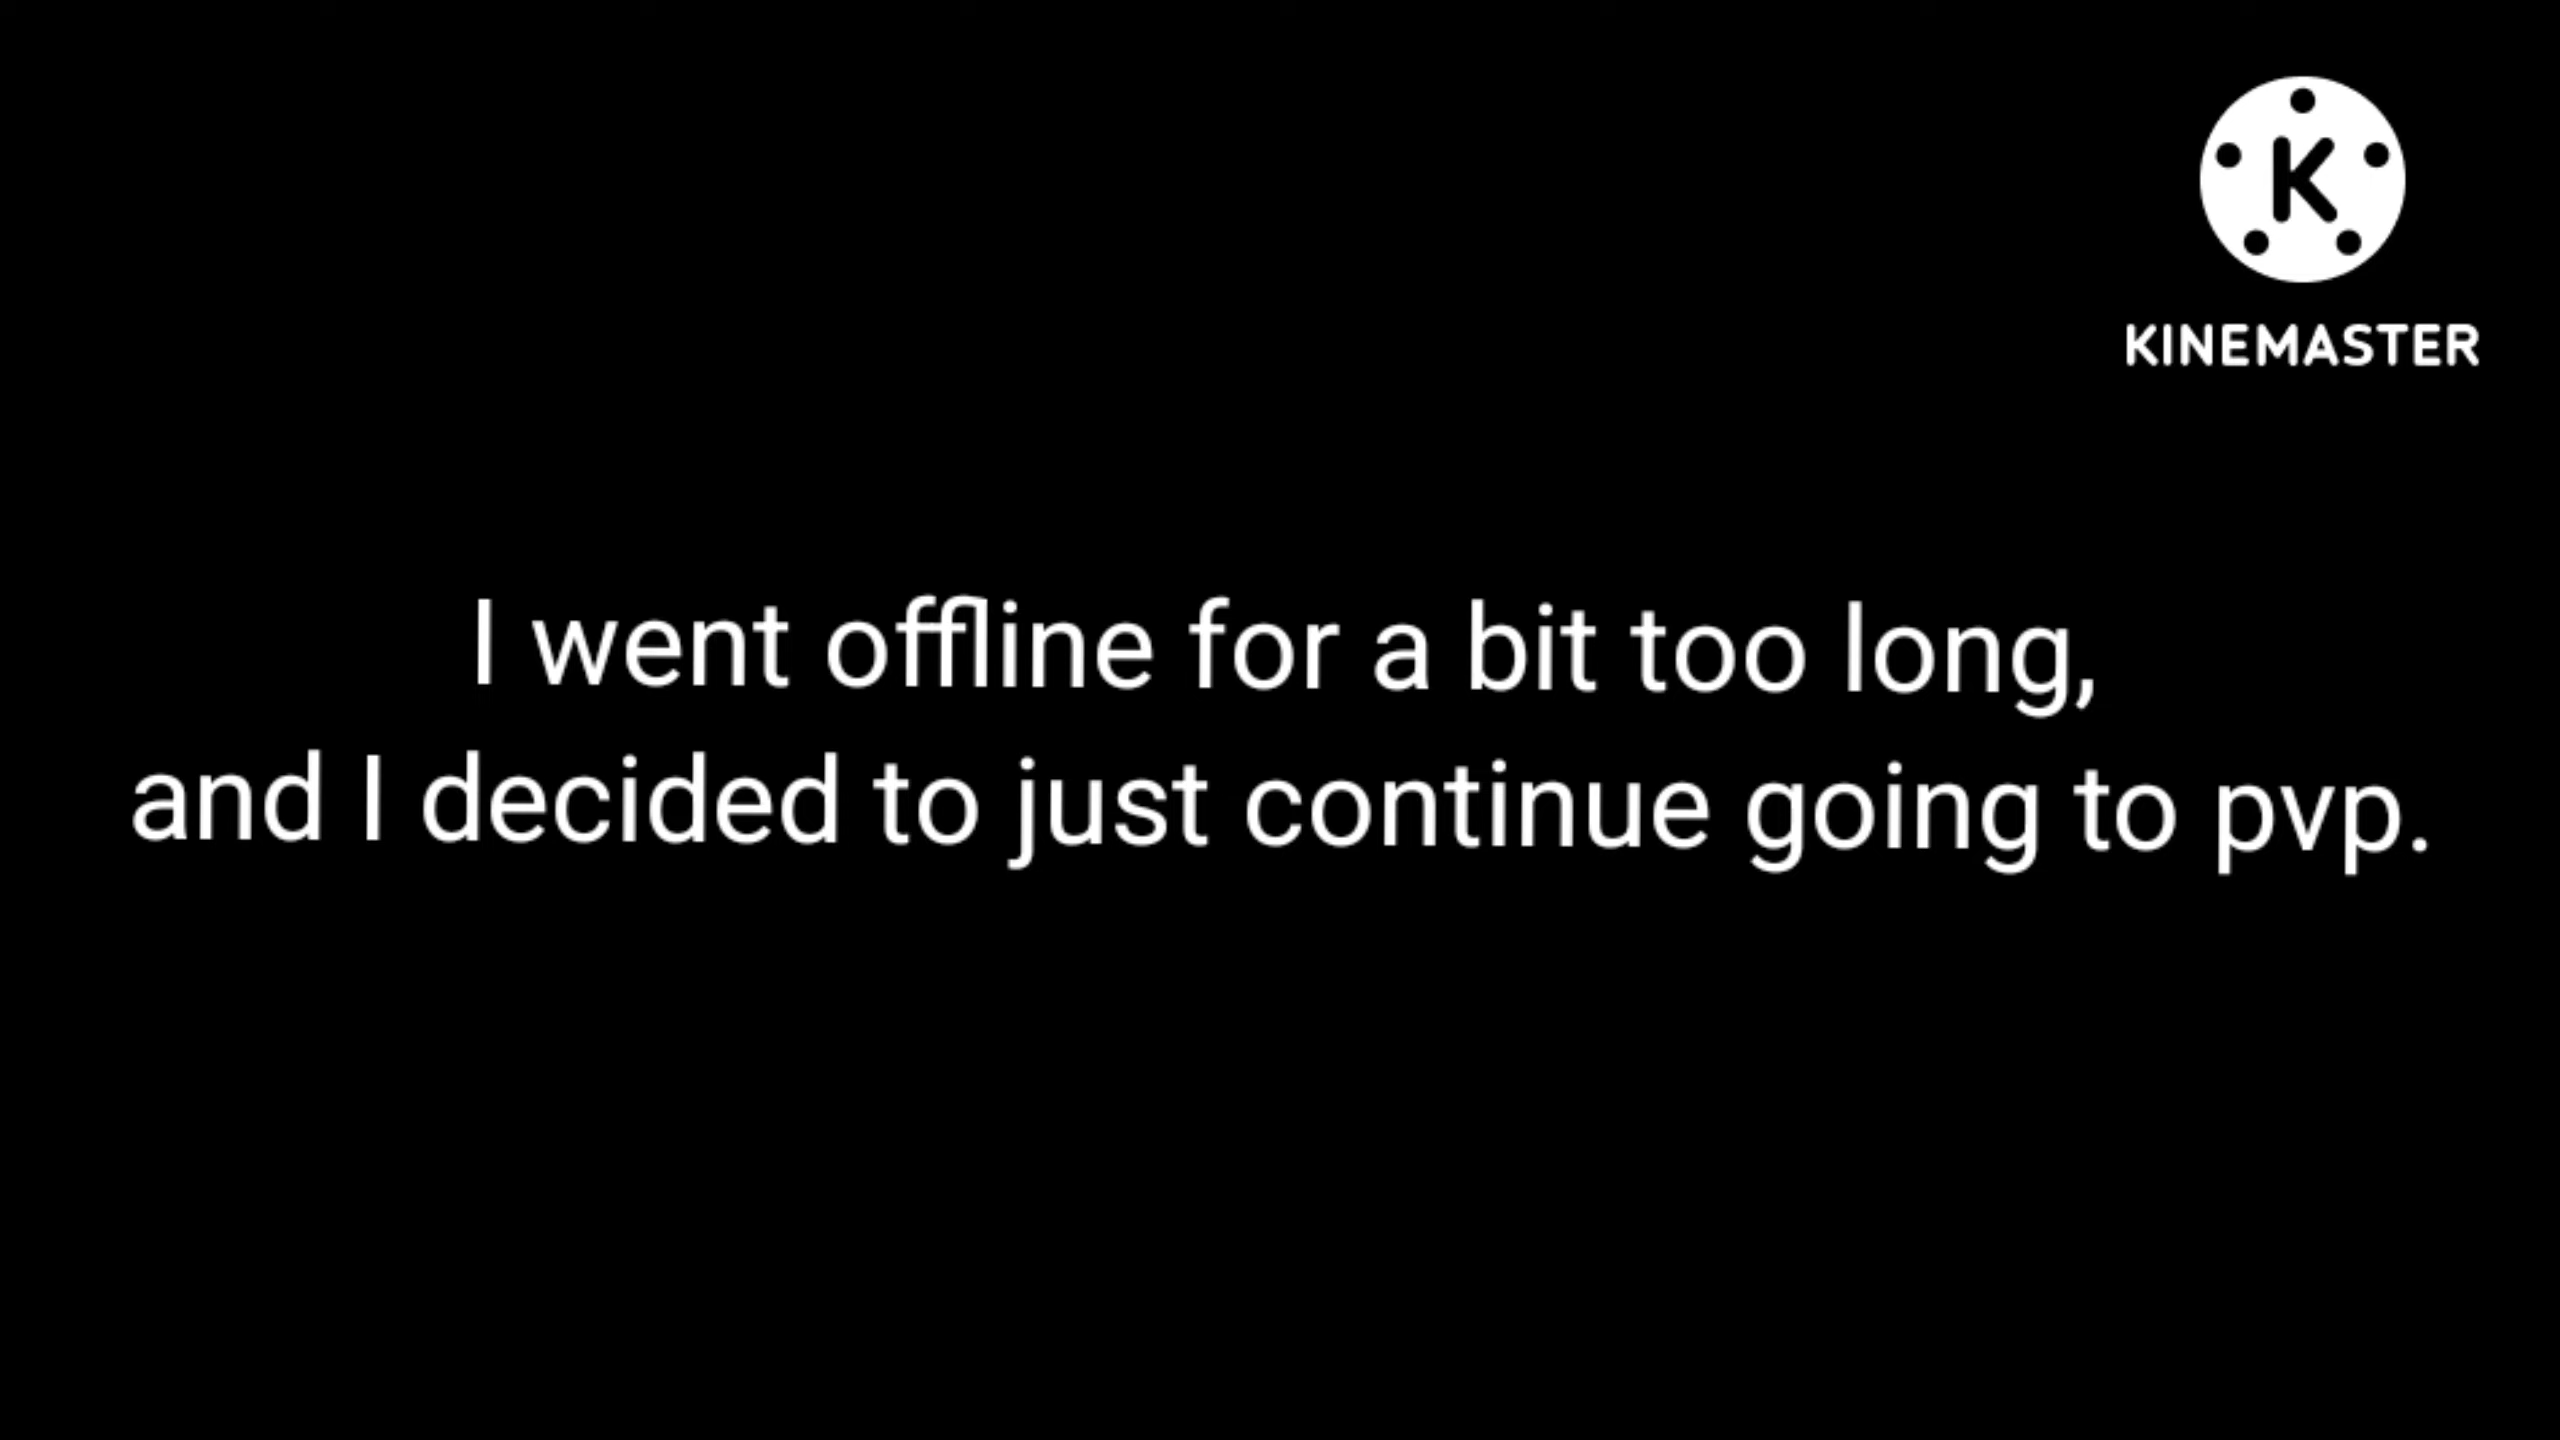 K
KINEMASTER
I went offline for a bit too long,
and I decided to just continue going to pvp.